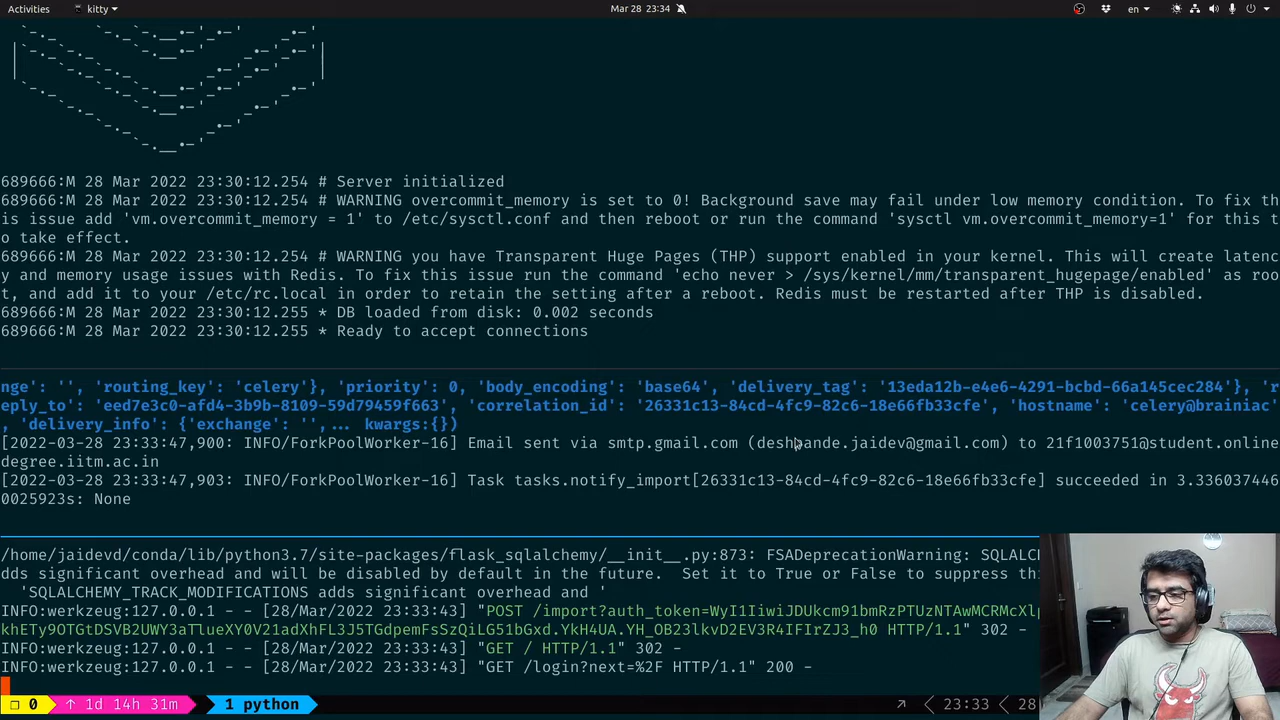 Activities
kitty
Mar 28 23:34
en
689666:M 28 Mar 2022 23:30:12.254 # Server initialized
689666:M 28 Mar 2022 23:30:12.254 # WARNING overcommit_memory is set to 0! Background save may fail under low memory condition. To fix th
is issue add 'vm.overcommit_memory = 1' to /etc/sysctl.conf and then reboot or run the command 'sysctl vm.overcommit_memory=1' for this t
o take effect.
689666:M 28 Mar 2022 23:30:12.254 # WARNING you have Transparent Huge Pages (THP) support enabled in your kernel. This will create latenc
y and memory usage issues with Redis. To fix this issue run the command 'echo never > /sys/kernel/mm/transparent_hugepage/enabled' as roo
t, and add it to your /etc/rc.local in order to retain the setting after a reboot. Redis must be restarted after THP is disabled.
689666:M 28 Mar 2022 23:30:12.255 * DB loaded from disk: 0.002 seconds
689666:M 28 Mar 2022 23:30:12.255 * Ready to accept connections
nge': '', 'routing_key': 'celery'}, 'priority': 0, 'body_encoding': 'base64', 'delivery_tag': '13eda12b-e4e6-4291-bcbd-66a145cec284'}, 'r
eply_to': 'eed7e3c0-afd4-3b9b-8109-59d79459f663', 'correlation_id': '26331c13-84cd-4fc9-82c6-18e66fb33cfe', 'hostname': 'celery@brainiac'
, 'delivery_info': {'exchange': '',... kwargs:{})
[2022-03-28 23:33:47,900: INFO/ForkPoolWorker-16] Email sent via smtp.gmail.com (deshpande.jaidev@gmail.com) to 21f1003751@student.online
degree.iitm.ac.in
[2022-03-28 23:33:47,903: INFO/ForkPoolWorker-16] Task tasks.notify_import[26331c13-84cd-4fc9-82c6-18e66fb33cfe] succeeded in 3.336037446
0025923s: None
/home/jaidevd/conda/lib/python3.7/site-packages/flask_sqlalchemy/__init__.py:873: FSADeprecationWarning: SQLALC
dds significant overhead and will be disabled by default in the future.  Set it to True or False to suppress th
'SQLALCHEMY_TRACK_MODIFICATIONS adds significant overhead and '
INFO:werkzeug:127.0.0.1 - - [28/Mar/2022 23:33:43] "POST /import?auth_token=WyI1IiwiJDUkcm91bmRzPTUzNTAwMCRMcXl
khETy9OTGtDSVB2UWY3aTlueXY0V21adXhFL3J5TGdpemFsSzQiLG51bGxd.YkH4UA.YH_OB23lkvD2EV3R4IFIrZJ3_h0 HTTP/1.1" 302 -
INFO:werkzeug:127.0.0.1 - - [28/Mar/2022 23:33:43] "GET / HTTP/1.1" 302 -
INFO:werkzeug:127.0.0.1 - - [28/Mar/2022 23:33:43] "GET /login?next=%2F HTTP/1.1" 200 -
0 ↑ 1d 14h 31m 1 python ↗ 23:33 28